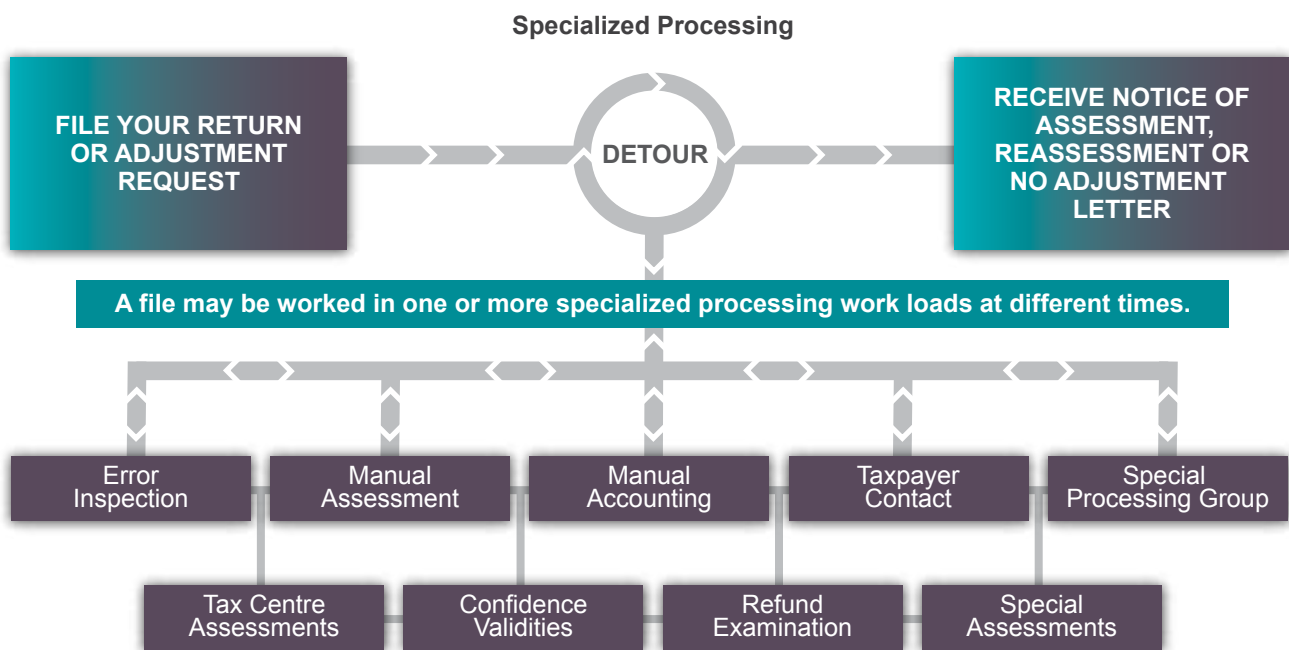 Specialized Processing
FILE YOUR RETURN
OR ADJUSTMENT
REQUEST
DETOUR
RECEIVE NOTICE OF
ASSESSMENT,
REASSESSMENT OR
NO ADJUSTMENT
LETTER
A file may be worked in one or more specialized processing work loads at different times.
Error
Inspection
Manual
Assessment
Manual
Accounting
Taxpayer
Contact
Special
Processing Group
Tax Centre
Assessments
Confidence
Validities
Refund
Examination
Special
Assessments